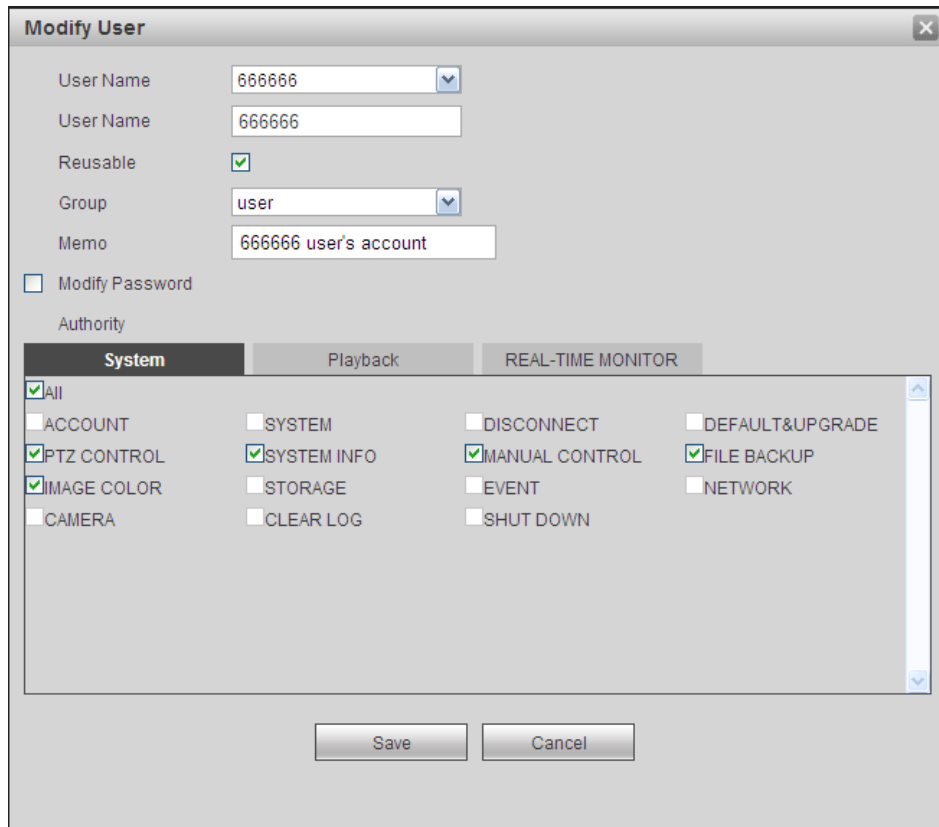 Modify User
User Name 666666
User Name 666666
Reusable
Group user
Memo 666666 user's account
Modify Password
Authority
System Playback REAL-TIME MONITOR
All
ACCOUNT SYSTEM DISCONNECT DEFAULT&UPGRADE
PTZ CONTROL SYSTEM INFO MANUAL CONTROL FILE BACKUP
IMAGE COLOR STORAGE EVENT NETWORK
CAMERA CLEAR LOG SHUT DOWN
Save Cancel